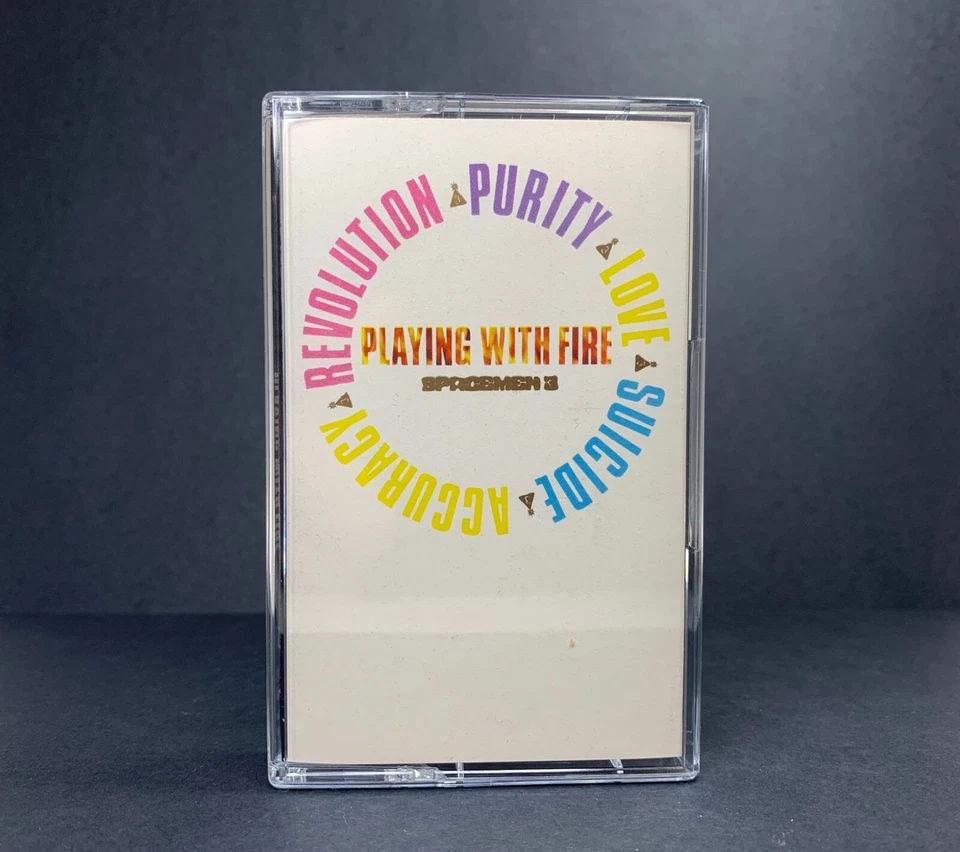 PURITY
LOVE
SUICIDE
ACCURACY
REVOLUTION
PLAYING WITH FIRE
SPACEMEN 3